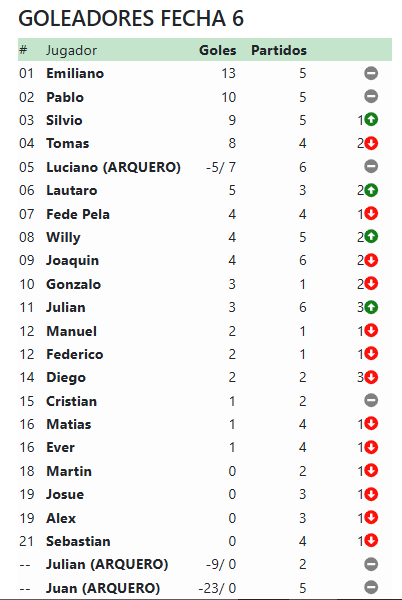 GOLEADORES FECHA 6
# Jugador Goles Partidos
01 Emiliano 13 5
02 Pablo 10 5
03 Silvio 9 5 1
04 Tomas 8 4 2
05 Luciano (ARQUERO) -5/ 7 6
06 Lautaro 5 3 2
07 Fede Pela 4 4 1
08 Willy 4 5 2
09 Joaquin 4 6 2
10 Gonzalo 3 1 2
11 Julian 3 6 3
12 Manuel 2 1 1
12 Federico 2 1 1
14 Diego 2 2 3
15 Cristian 1 2
16 Matias 1 4 1
16 Ever 1 4 1
18 Martin 0 2 1
19 Josue 0 3 1
19 Alex 0 3 1
21 Sebastian 0 4 1
-- Julian (ARQUERO) -9/ 0 2
-- Juan (ARQUERO) -23/ 0 5